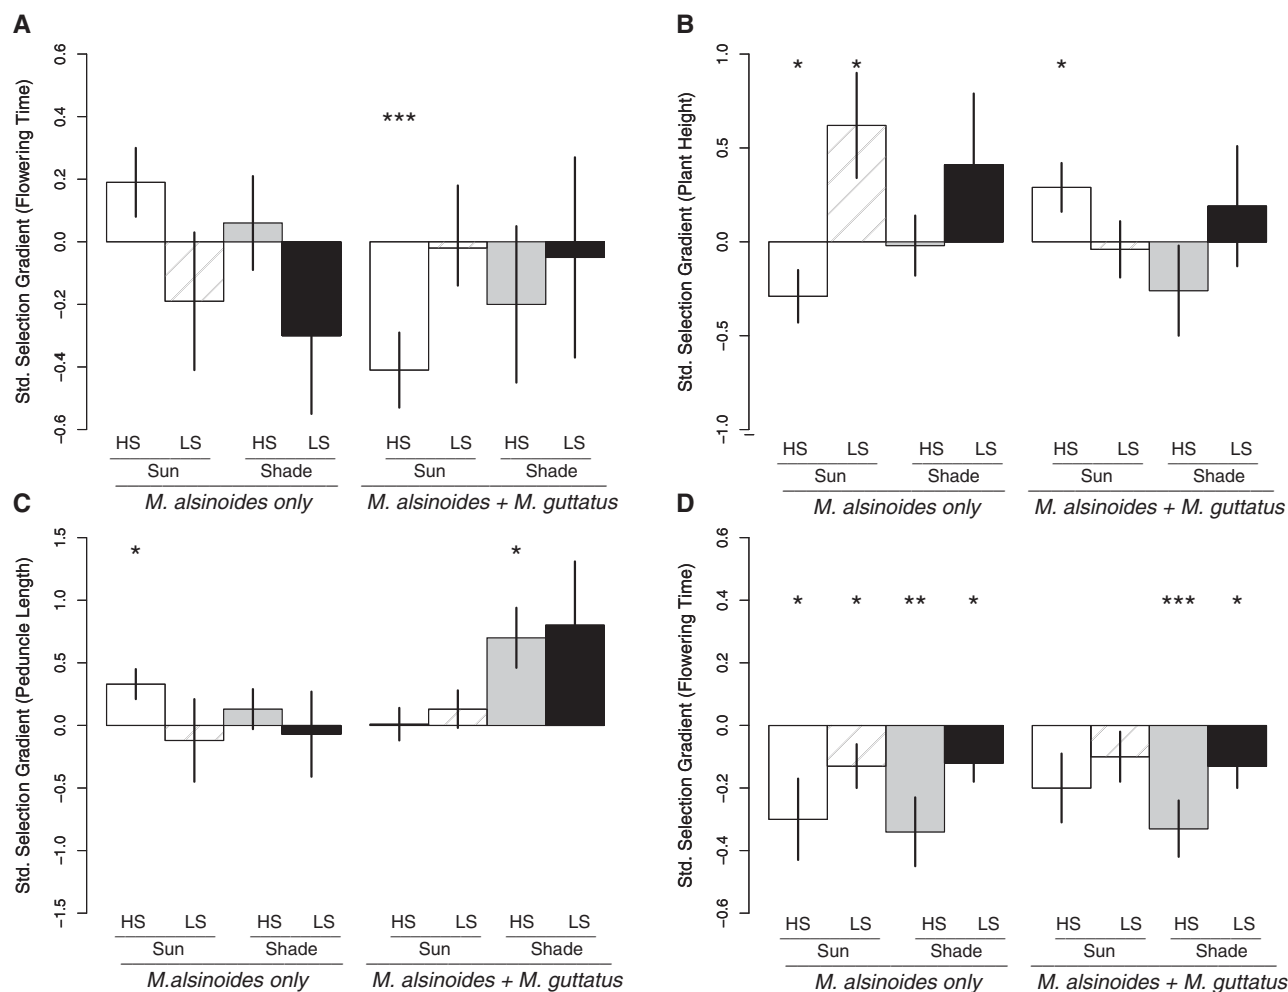 A
Std. Selection Gradient (Flowering Time)
0.6
0.4
0.2
0.0
−0.2
−0.4
−0.6
***
HS LS HS LS HS LS HS LS
Sun Shade Sun Shade
M. alsinoides only M. alsinoides + M. guttatus
B
Std. Selection Gradient (Plant Height)
1.0
0.5
0.0
−0.5
−1.0
* * *
HS LS HS LS HS LS HS LS
Sun Shade Sun Shade
M. alsinoides only M. alsinoides + M. guttatus
C
Std. Selection Gradient (Peduncle Length)
1.5
1.0
0.5
0.0
−0.5
−1.0
−1.5
* *
HS LS HS LS HS LS HS LS
Sun Shade Sun Shade
M.alsinoides only M. alsinoides + M. guttatus
D
Std. Selection Gradient (Flowering Time)
0.6
0.4
0.2
0.0
−0.2
−0.4
−0.6
* * ** * *** *
HS LS HS LS HS LS HS LS
Sun Shade Sun Shade
M. alsinoides only M. alsinoides + M. guttatus